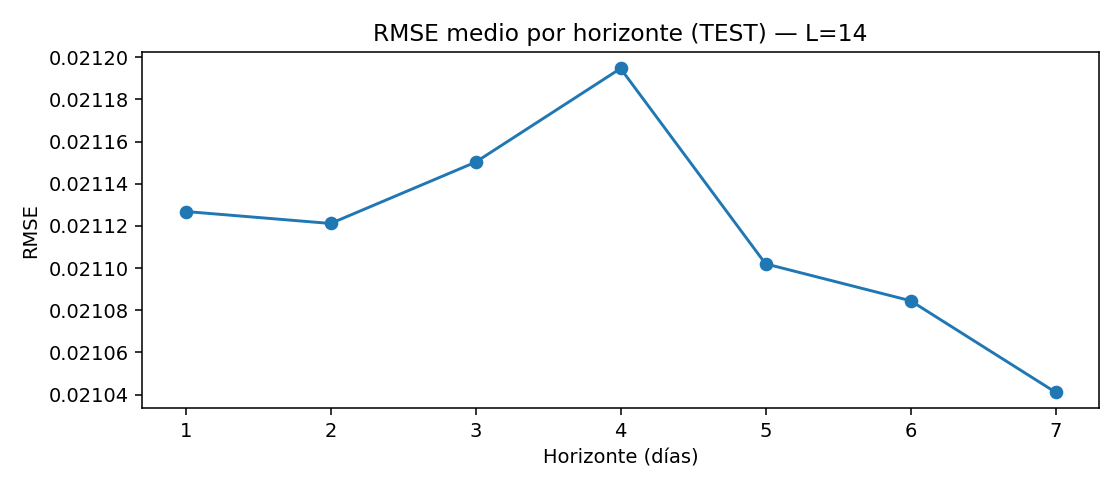 RMSE medio por horizonte (TEST) — L=14
RMSE
0.02120
0.02118
0.02116
0.02114
0.02112
0.02110
0.02108
0.02106
0.02104
1 2 3 4 5 6 7
Horizonte (días)